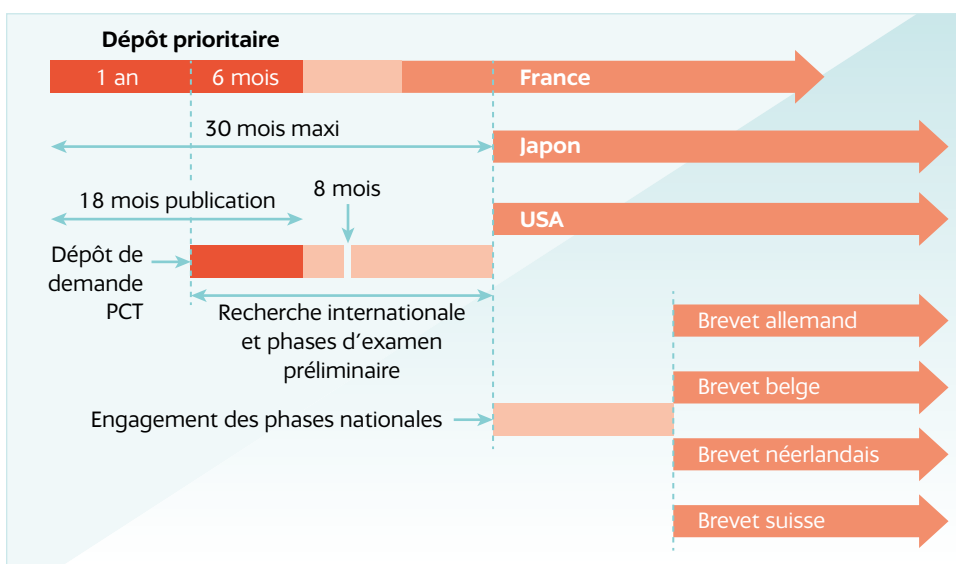 Dépôt prioritaire
1 an
6 mois
France
30 mois maxi
Japon
8 mois
18 mois publication
USA
Dépôt de
demande
PCT
Recherche internationale
et phases d’examen
préliminaire
Brevet allemand
Brevet belge
Engagement des phases nationales
Brevet néerlandais
Brevet suisse